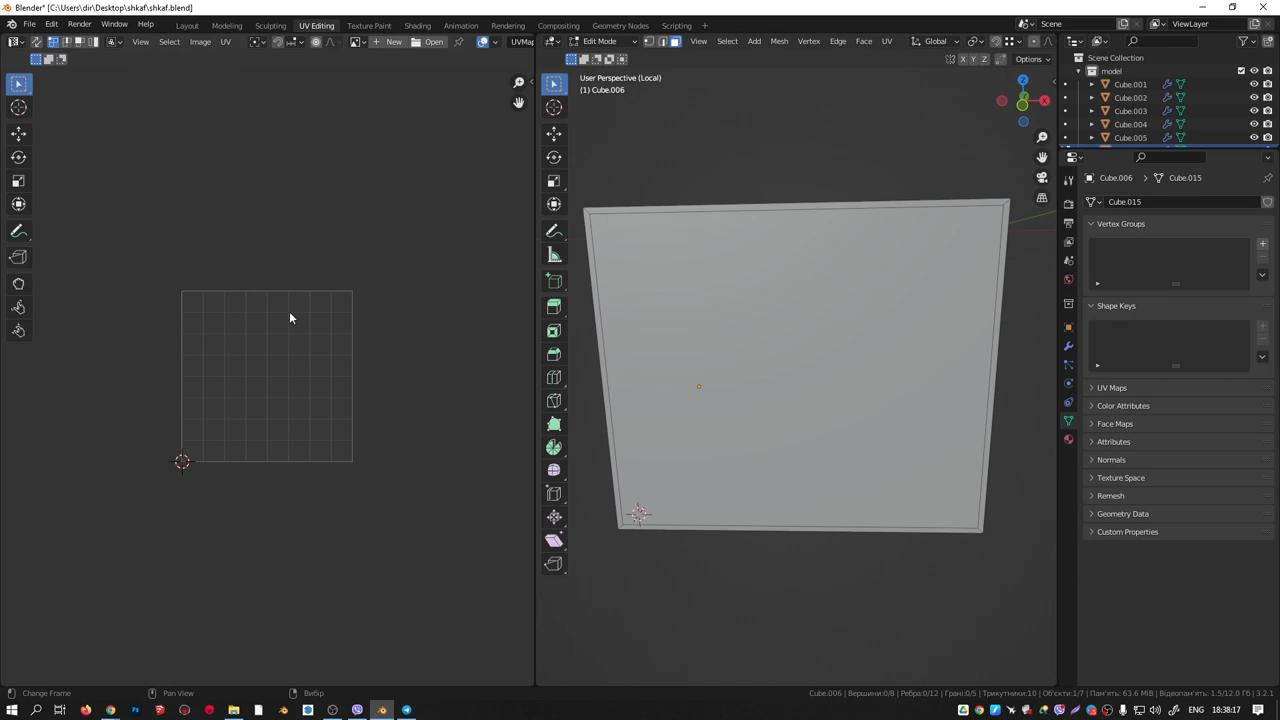 Blender* [C:\Users\dir\Desktop\shkaf.blend]
File Edit Render Window Help Layout Modeling Sculpting UV Editing Texture Paint Shading Animation Rendering Compositing Geometry Nodes Scripting + Scene ViewLayer
View Select Image UV New Open UVMap Edit Mode View Select Add Mesh Vertex Edge Face UV Global
X Y Z Options
Scene Collection
model
User Perspective (Local)
(1) Cube.006
Cube.001
Cube.002
Cube.003
Cube.004
Cube.005
X
Cube.006 > Cube.015
Cube.015
Vertex Groups
Shape Keys
UV Maps
Color Attributes
Face Maps
Attributes
Normals
Texture Space
Remesh
Geometry Data
Custom Properties
Change Frame Pan View Вибір Cube.006 | Вершини:0/8 | Ребра:0/12 | Грані:0/5 | Трикутники:10 | Об'єкти:1/7 | Пам'ять: 63.6 MiB | Відеопам'ять: 1.5/12.0 GiB | 3.2.1
18:38:17